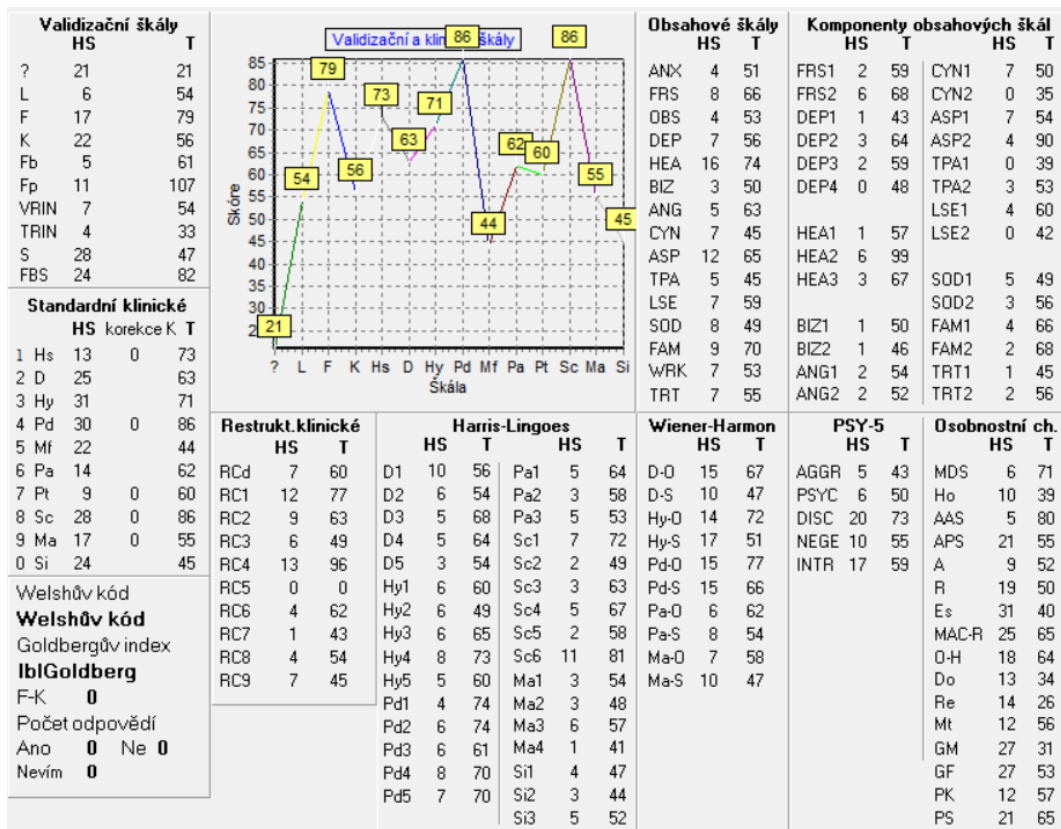 Validizační škály
HS T
? 21 21
L 6 54
F 17 79
K 22 56
Fb 5 61
Fp 11 107
VRIN 7 54
TRIN 4 33
S 28 47
FBS 24 82
Standardní klinické
HS korekce K T
1 Hs 13 0 73
2 D 25 63
3 Hy 31 71
4 Pd 30 0 86
5 Mf 22 44
6 Pa 14 62
7 Pt 9 0 60
8 Sc 28 0 86
9 Ma 17 0 55
0 Si 24 45
Welshův kód
Welshův kód
Goldbergův index
lblGoldberg
F-K 0
Počet odpovědí
Ano 0 Ne 0
Nevím 0
Validizační a klin škály
Skóre
85
80
75
70
65
60
55
50
45
40
35
30
21
54
79
56
73
63
71
86
44
62
60
86
55
45
? L F K Hs D Hy Pd Mf Pa Pt Sc Ma Si
Škála
Obsahové škály
HS T
ANX 4 51
FRS 8 66
OBS 4 53
DEP 7 56
HEA 16 74
BIZ 3 50
ANG 5 63
CYN 7 45
ASP 12 65
TPA 5 45
LSE 7 59
SOD 8 49
FAM 9 70
WRK 7 53
TRT 7 55
Komponenty obsahových škál
HS T HS T
FRS1 2 59 CYN1 7 50
FRS2 6 68 CYN2 0 35
DEP1 1 43 ASP1 7 54
DEP2 3 64 ASP2 4 90
DEP3 2 59 TPA1 0 39
DEP4 0 48 TPA2 3 53
LSE1 4 60
HEA1 1 57 LSE2 0 42
HEA2 6 99
HEA3 3 67 SOD1 5 49
SOD2 3 56
BIZ1 1 50 FAM1 4 66
BIZ2 1 46 FAM2 2 68
ANG1 2 54 TRT1 1 45
ANG2 2 52 TRT2 2 56
Restrukt.klinické
HS T
RCd 7 60
RC1 12 77
RC2 9 63
RC3 6 49
RC4 13 96
RC5 0 0
RC6 4 62
RC7 1 43
RC8 4 54
RC9 7 45
Harris-Lingoes
HS T HS T
D1 10 56 Pa1 5 64
D2 6 54 Pa2 3 58
D3 5 68 Pa3 5 53
D4 5 64 Sc1 7 72
D5 3 54 Sc2 2 49
Hy1 6 60 Sc3 3 63
Hy2 6 49 Sc4 5 67
Hy3 6 65 Sc5 2 58
Hy4 8 73 Sc6 11 81
Hy5 5 60 Ma1 3 54
Pd1 4 74 Ma2 3 48
Pd2 6 74 Ma3 6 57
Pd3 6 61 Ma4 1 41
Pd4 8 70 Si1 4 47
Pd5 7 70 Si2 3 44
Si3 5 52
Wiener-Harmon
HS T
D-O 15 67
D-S 10 47
Hy-O 14 72
Hy-S 17 51
Pd-O 15 77
Pd-S 15 66
Pa-O 6 62
Pa-S 8 54
Ma-O 7 58
Ma-S 10 47
PSY-5
HS T
AGGR 5 43
PSYC 6 50
DISC 20 73
NEGE 10 55
INTR 17 59
Osobnostní ch.
HS T
MDS 6 71
Ho 10 39
AAS 5 80
APS 21 55
A 9 52
R 19 50
Es 31 40
MAC-R 25 65
O-H 18 64
Do 13 34
Re 14 26
Mt 12 56
GM 27 31
GF 27 53
PK 12 57
PS 21 65